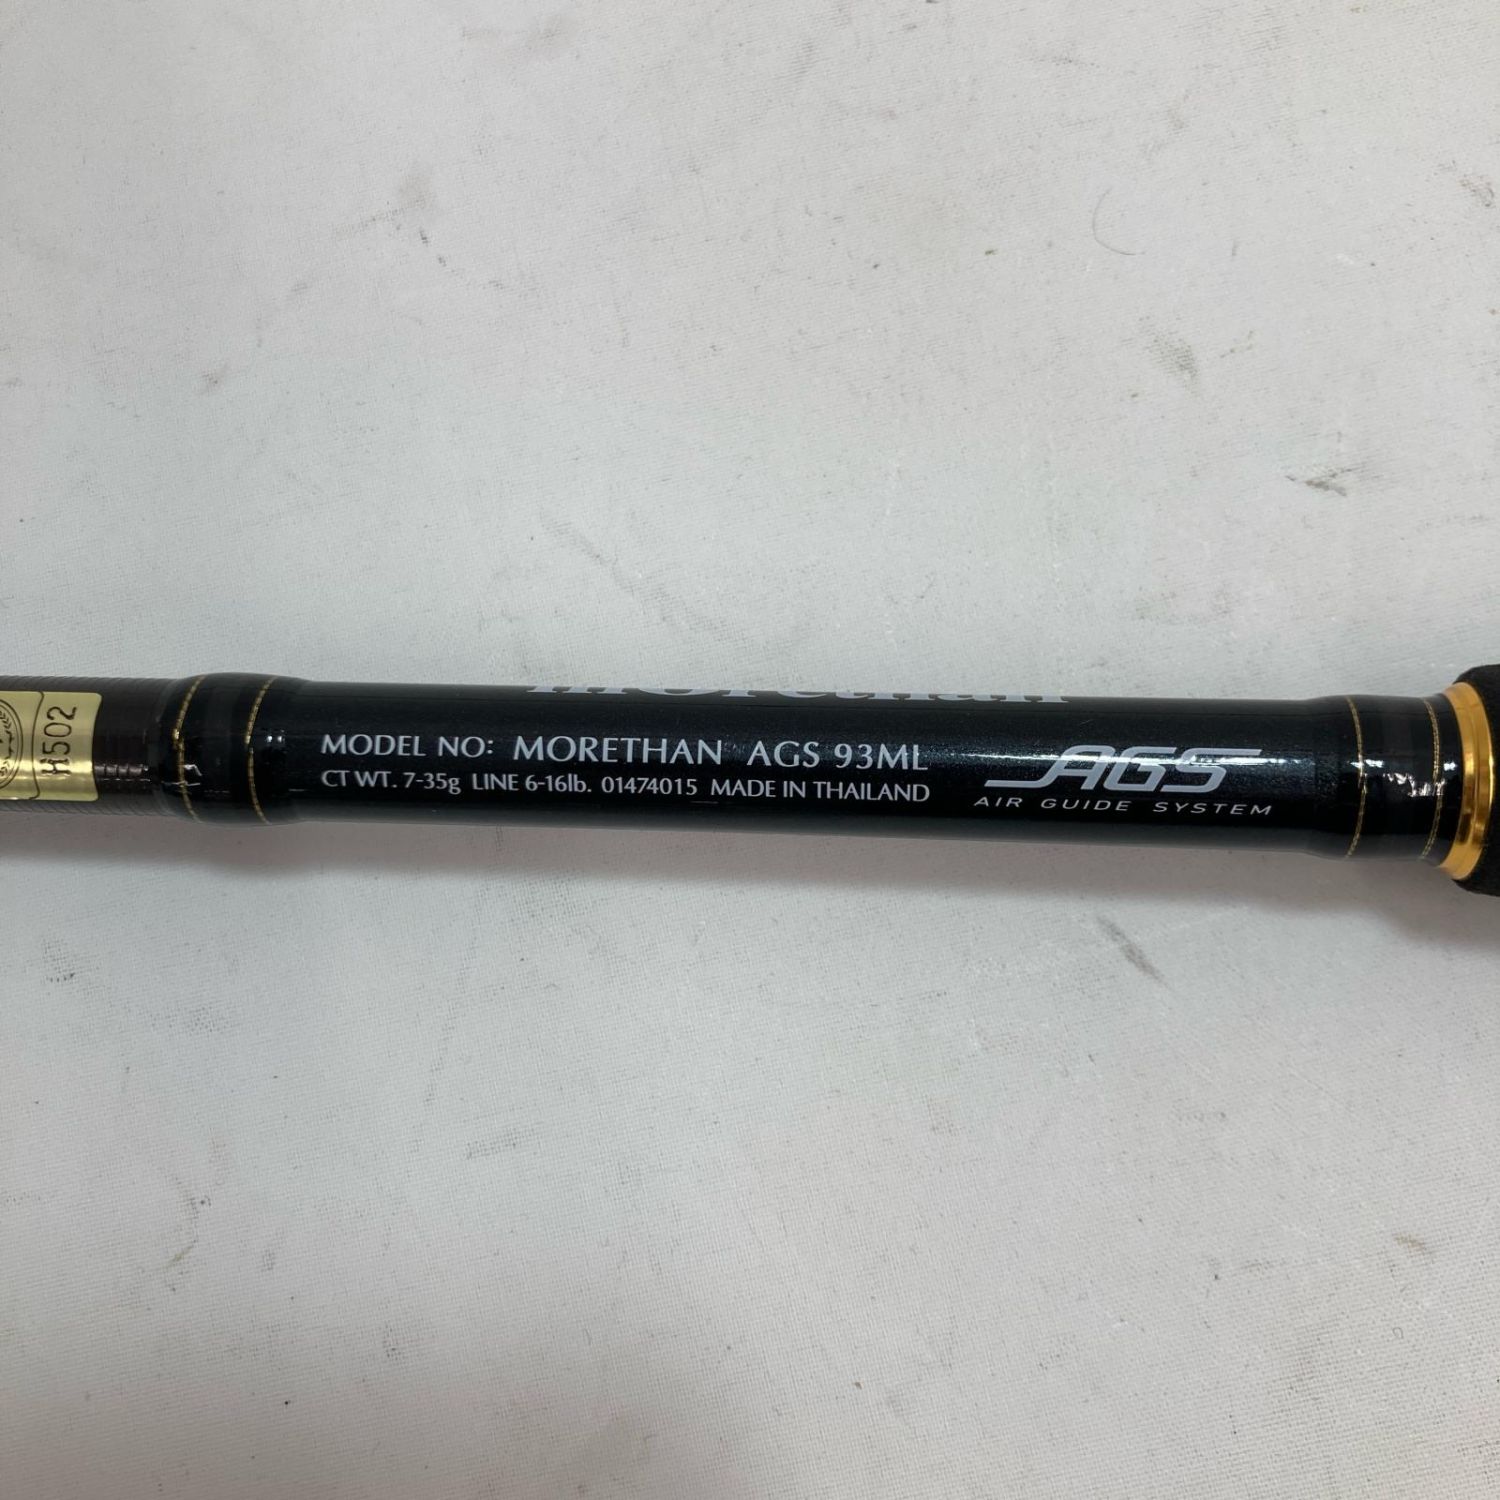 morethan
MODEL NO: MORETHAN AGS 93ML
CT WT. 7-35g LINE 6-16lb. 01474015 MADE IN THAILAND
AGS
AIR GUIDE SYSTEM
H502